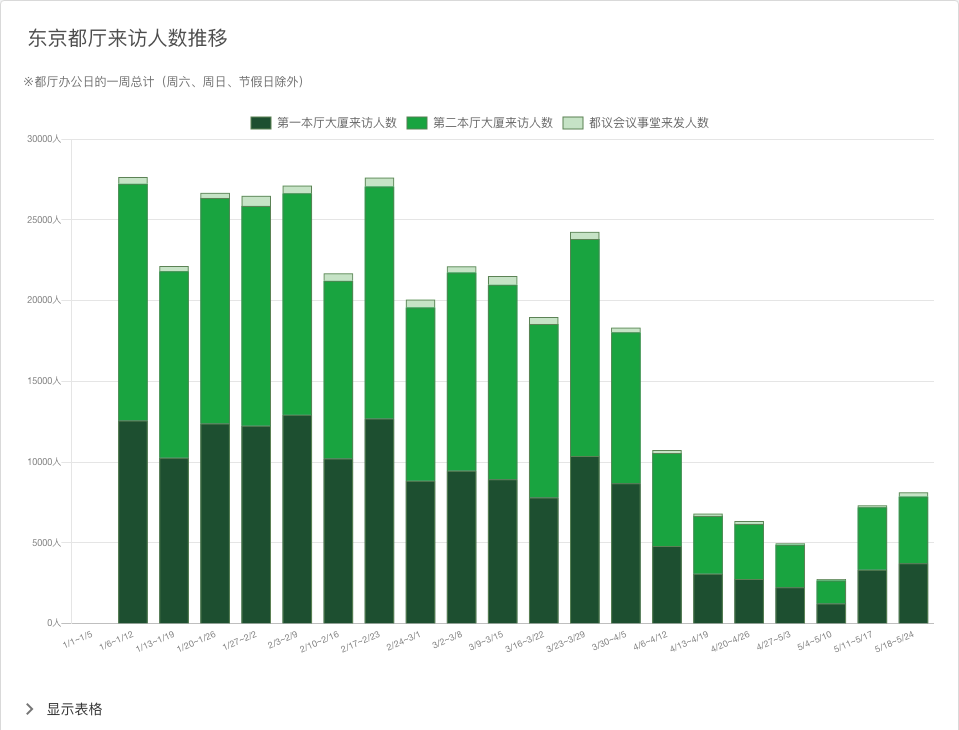 东京都厅来访人数推移
※都厅办公日的一周总计（周六、周日、节假日除外）
第一本厅大厦来访人数 第二本厅大厦来访人数 都议会议事堂来发人数
30000人
25000人
20000人
15000人
10000人
5000人
0人
1/1~1/5 1/6~1/12 1/13~1/19 1/20~1/26 1/27~2/2 2/3~2/9 2/10~2/16 2/17~2/23 2/24~3/1 3/2~3/8 3/9~3/15 3/16~3/22 3/23~3/29 3/30~4/5 4/6~4/12 4/13~4/19 4/20~4/26 4/27~5/3 5/4~5/10 5/11~5/17 5/18~5/24
显示表格